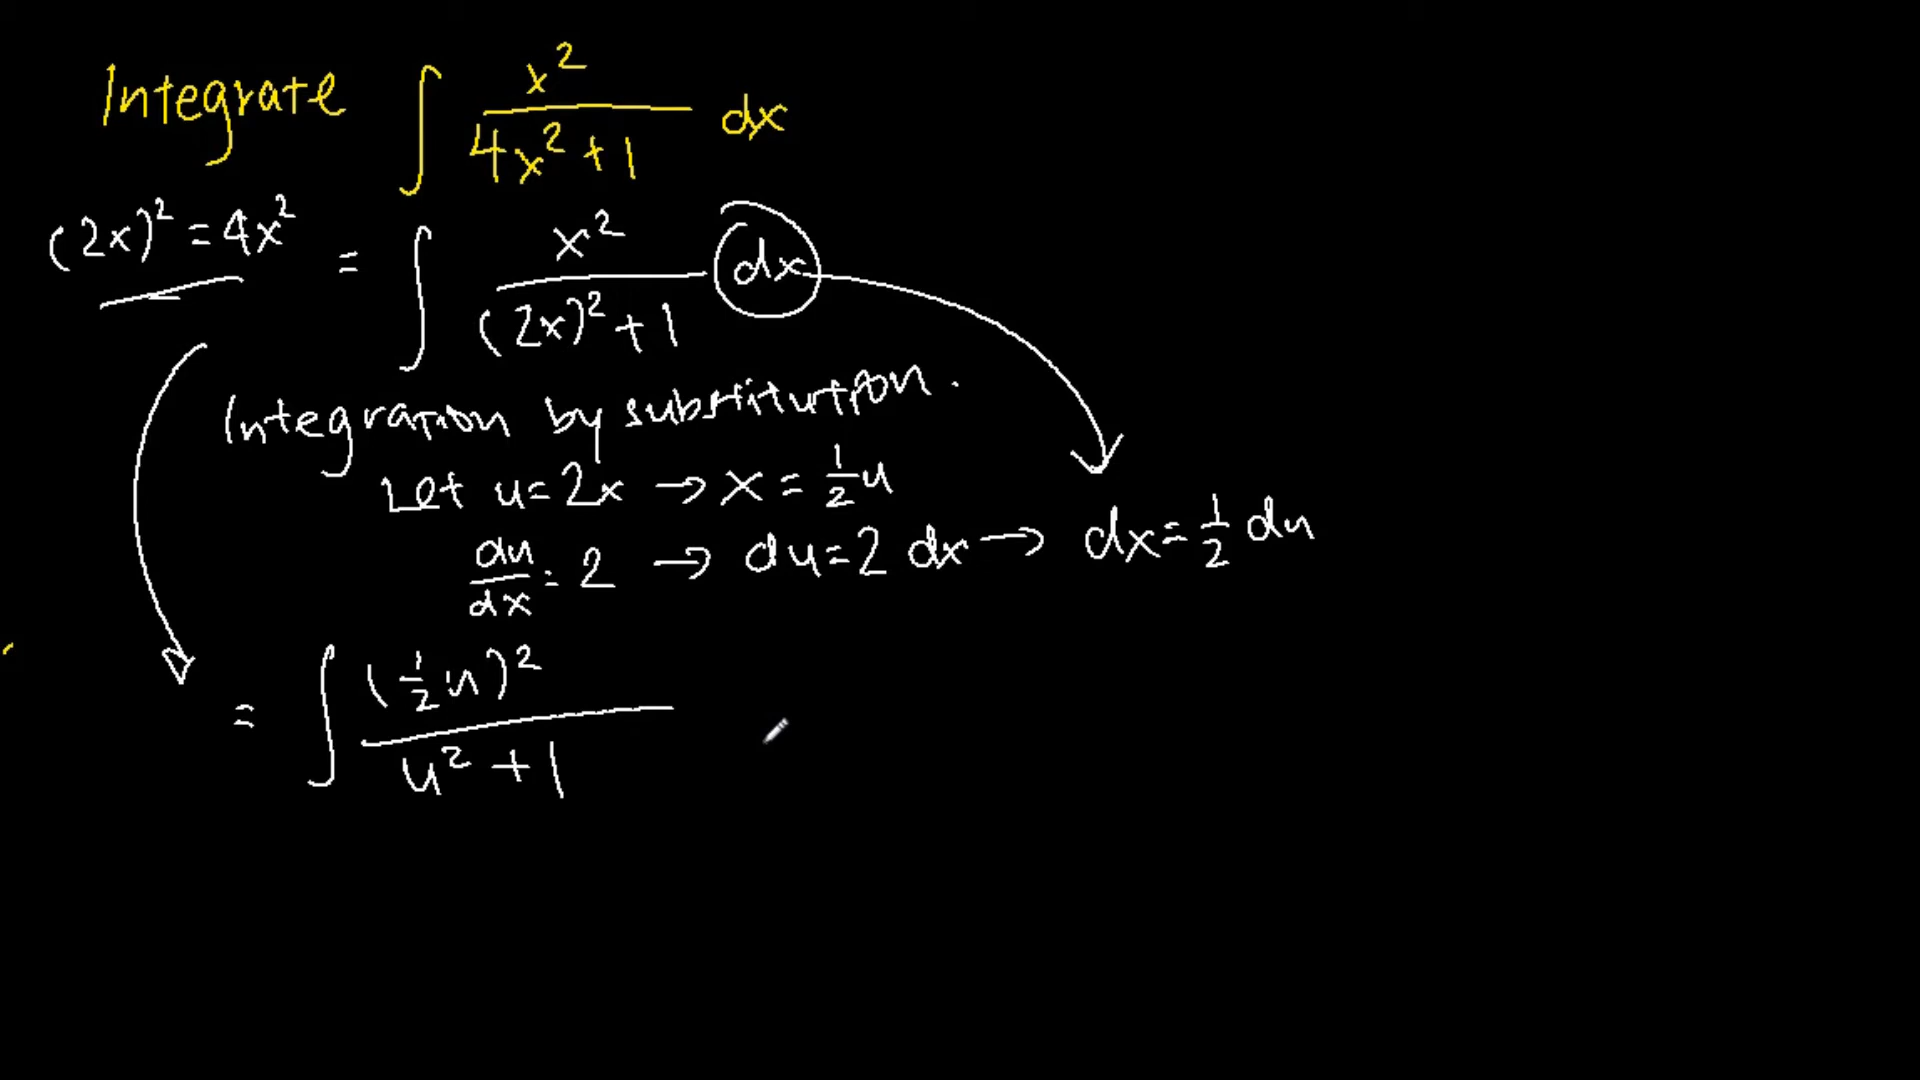 Integrate ∫ x²/(4x²+1) dx
(2x)² = 4x² = ∫ x²/((2x)²+1) dx
Integration by substitution.
Let u=2x → x = ½u
du/dx = 2 → du=2 dx → dx = ½ du
= ∫ (½u)²/(u²+1)